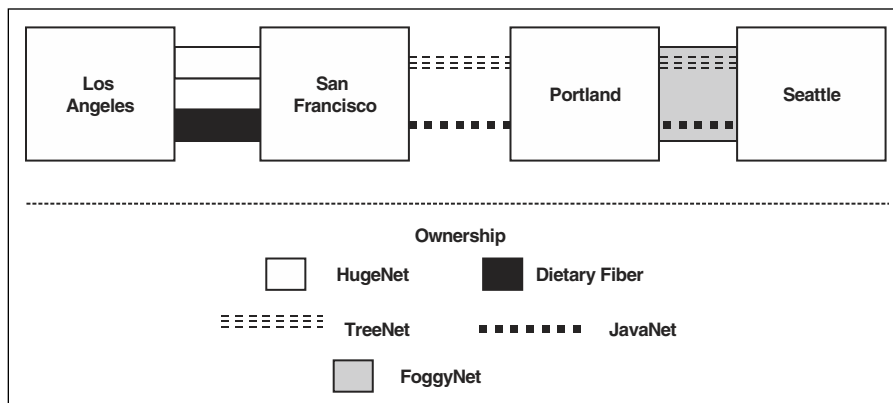 Los
Angeles
San
Francisco
Portland
Seattle
Ownership
HugeNet
Dietary Fiber
TreeNet
JavaNet
FoggyNet